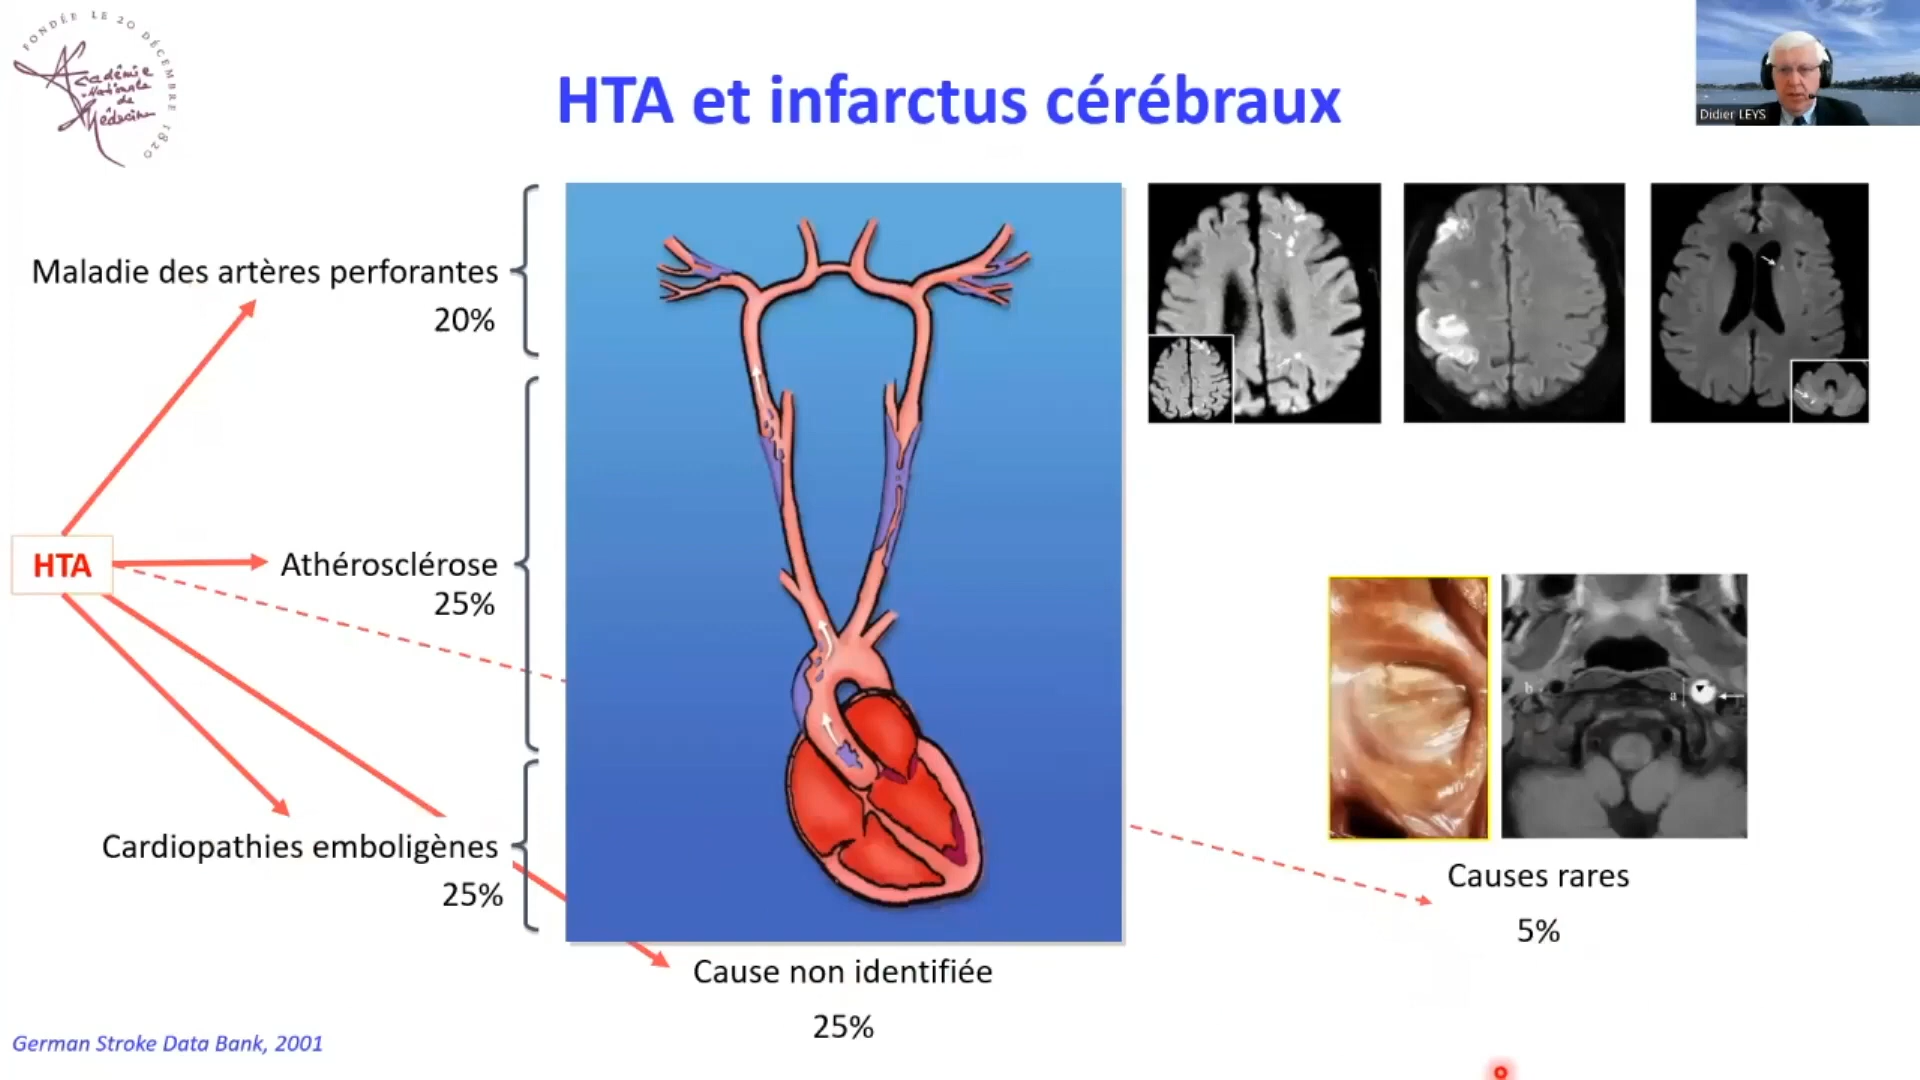 FONDÉE LE 20 DÉCEMBRE 1820
Académie
Nationale
de
Médecine
HTA et infarctus cérébraux
Didier LEYS
Maladie des artères perforantes
20%
HTA
Athérosclérose
25%
Cardiopathies emboligènes
25%
b
a
Causes rares
5%
Cause non identifiée
25%
German Stroke Data Bank, 2001